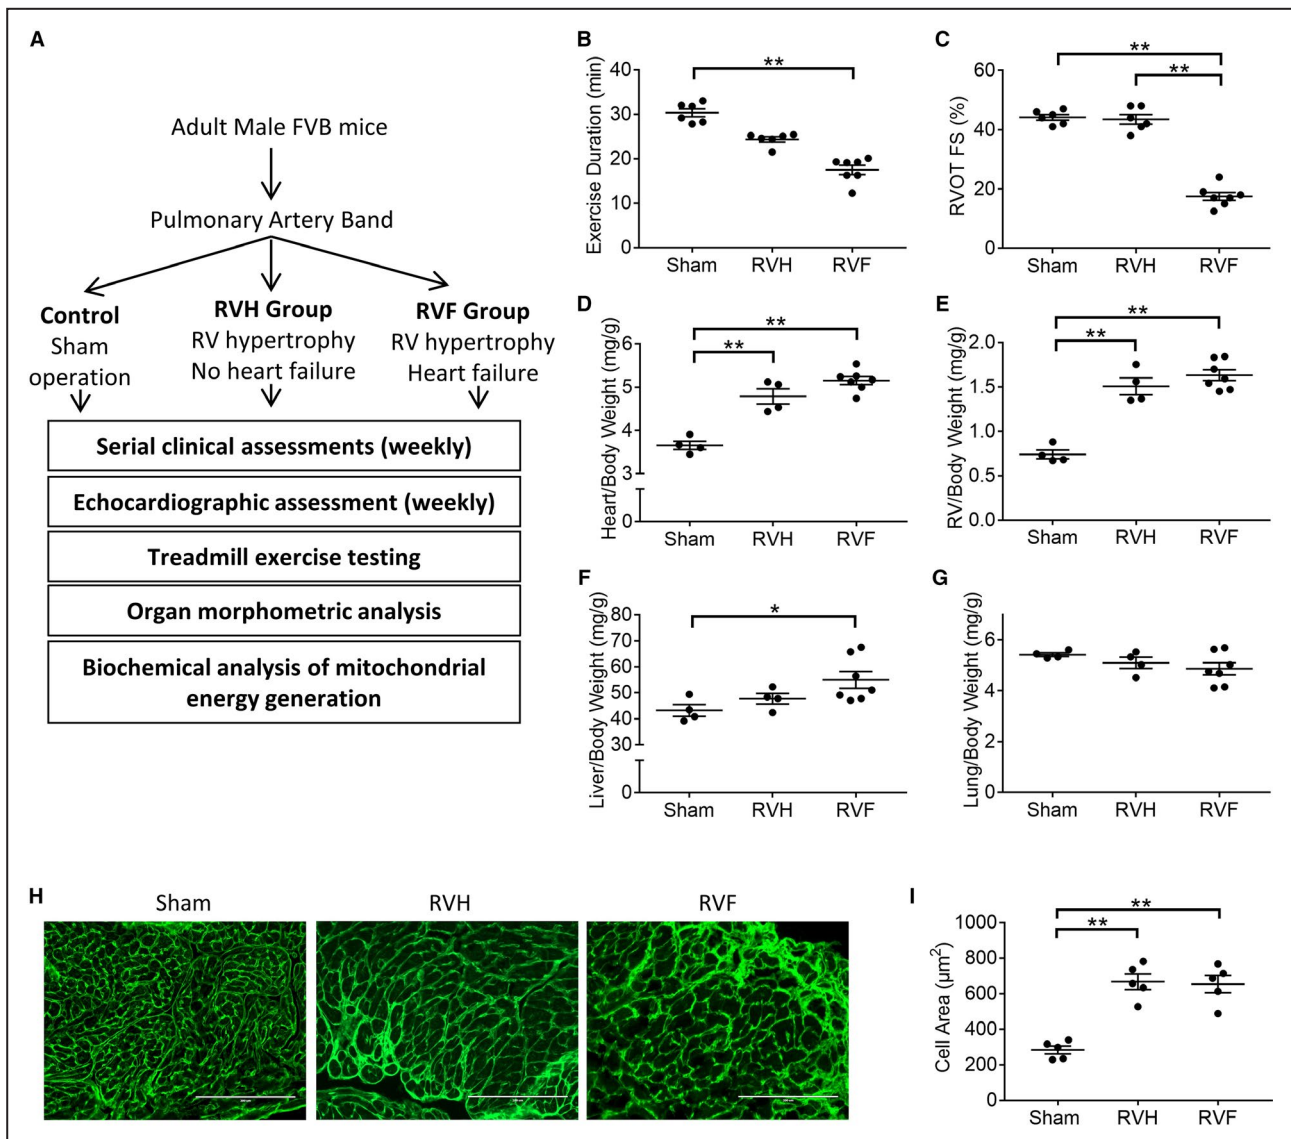 A
Adult Male FVB mice
Pulmonary Artery Band
Control
Sham
operation
RVH Group
RV hypertrophy
No heart failure
RVF Group
RV hypertrophy
Heart failure
Serial clinical assessments (weekly)
Echocardiographic assessment (weekly)
Treadmill exercise testing
Organ morphometric analysis
Biochemical analysis of mitochondrial
energy generation
B
Exercise Duration (min)
40
30
20
10
0
**
Sham RVH RVF
C
RVOT FS (%)
60
40
20
0
**
**
Sham RVH RVF
D
Heart/Body Weight (mg/g)
6
5
4
3
0
**
**
Sham RVH RVF
E
RV/Body Weight (mg/g)
2.0
1.5
1.0
0.5
0.0
**
**
Sham RVH RVF
F
Liver/Body Weight (mg/g)
80
70
60
50
40
30
0
*
Sham RVH RVF
G
Lung/Body Weight (mg/g)
6
4
2
0
Sham RVH RVF
H
Sham RVH RVF
I
Cell Area (µm²)
1000
800
600
400
200
0
**
**
Sham RVH RVF